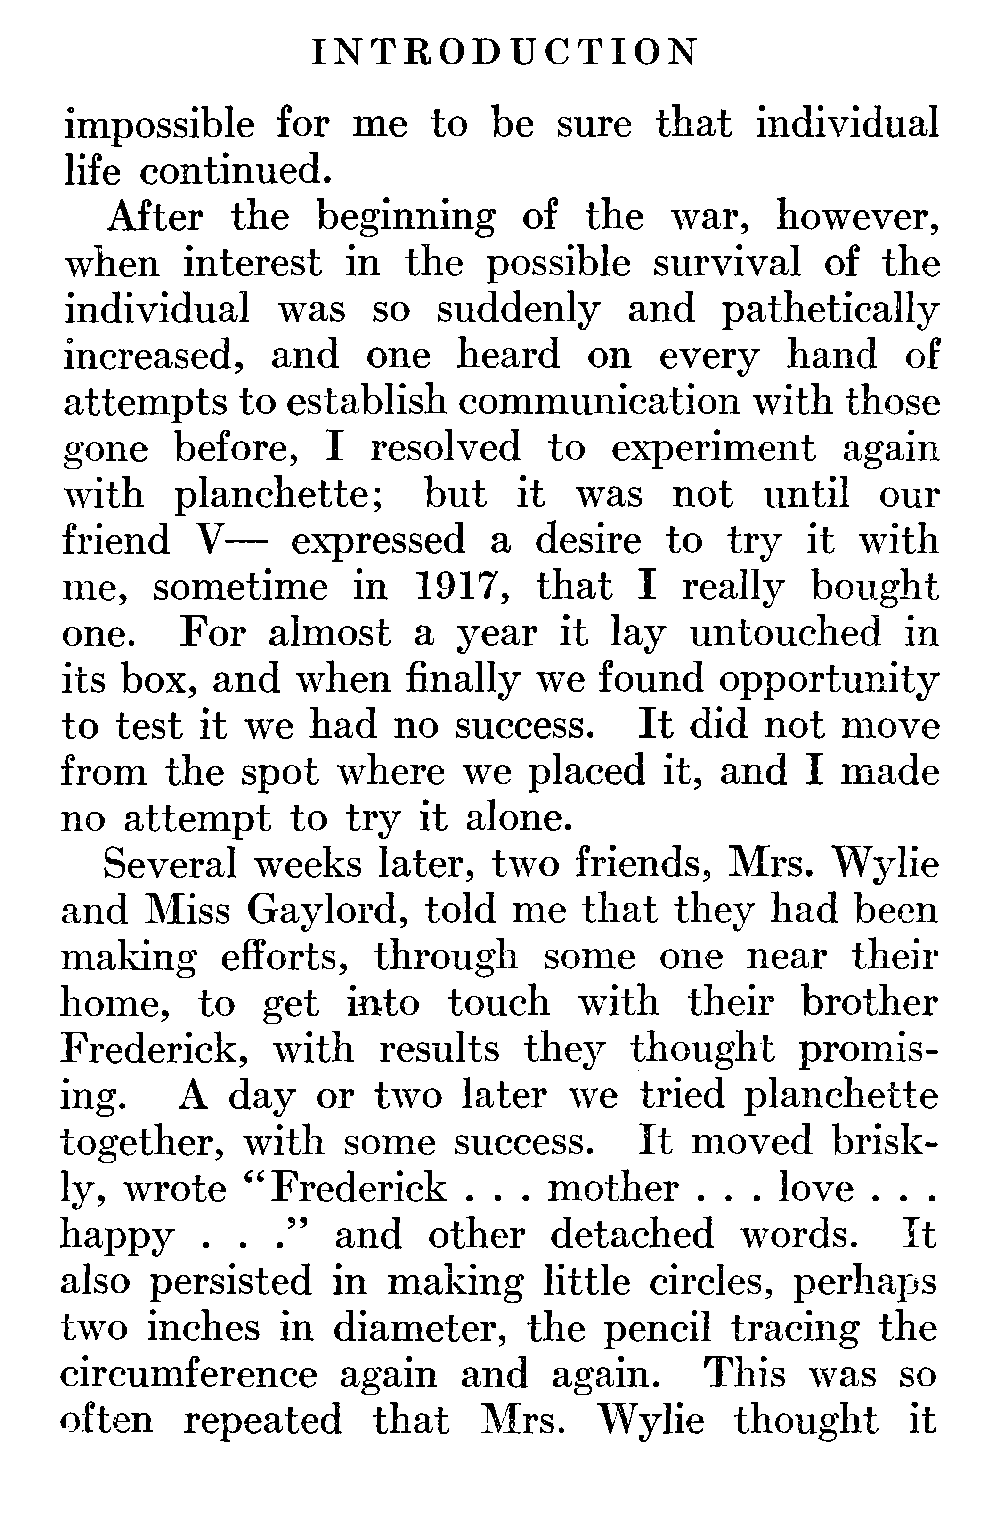 INTRODUCTION
impossible for me to be sure that individual
life continued.
After the beginning of the war, however,
when interest in the possible survival of the
individual was so suddenly and pathetically
increased, and one heard on every hand of
attempts to establish communication with those
gone before, I resolved to experiment again
with planchette; but it was not until our
friend V— expressed a desire to try it with
me, sometime in 1917, that I really bought
one. For almost a year it lay untouched in
its box, and when finally we found opportunity
to test it we had no success. It did not move
from the spot where we placed it, and I made
no attempt to try it alone.
Several weeks later, two friends, Mrs. Wylie
and Miss Gaylord, told me that they had been
making efforts, through some one near their
home, to get into touch with their brother
Frederick, with results they thought promis-
ing. A day or two later we tried planchette
together, with some success. It moved brisk-
ly, wrote “Frederick . . . mother . . . love . . .
happy . . .” and other detached words. It
also persisted in making little circles, perhaps
two inches in diameter, the pencil tracing the
circumference again and again. This was so
often repeated that Mrs. Wylie thought it